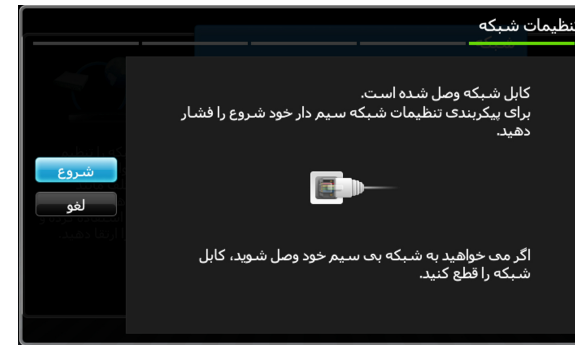 تنظیمات شبکه
کابل شبکه وصل شده است.
برای پیکربندی تنظیمات شبکه سیم دار خود شروع را فشار
دهید.
شروع
لغو
اگر می خواهید به شبکه بی سیم خود وصل شوید، کابل
شبکه را قطع کنید.